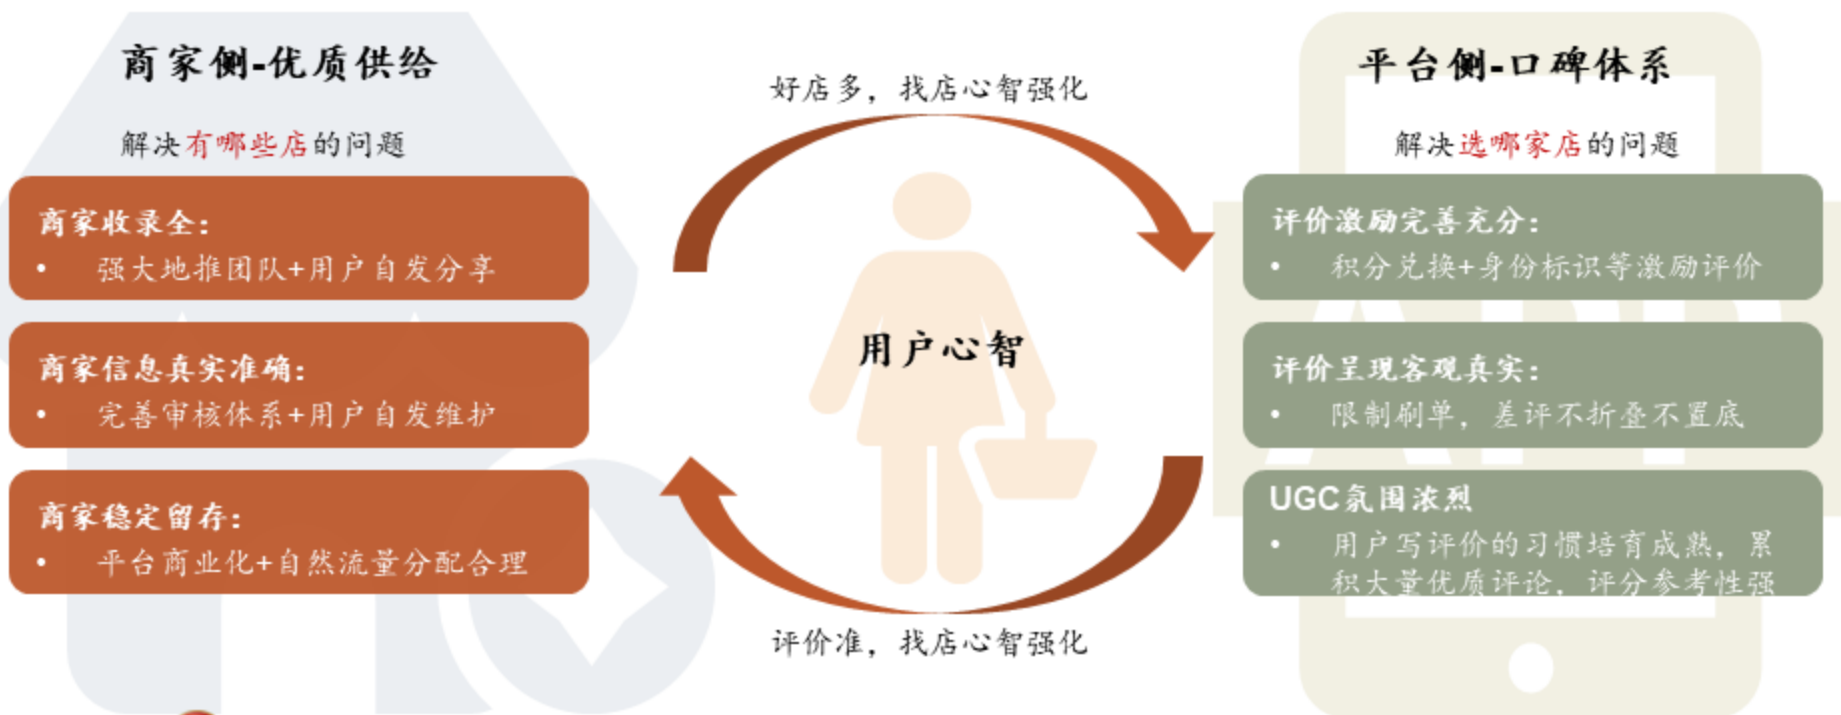 商家侧-优质供给
解决有哪些店的问题
商家收录全：
• 强大地推团队+用户自发分享
商家信息真实准确：
• 完善审核体系+用户自发维护
商家稳定留存：
• 平台商业化+自然流量分配合理
好店多，找店心智强化
用户心智
评价准，找店心智强化
平台侧-口碑体系
解决选哪家店的问题
评价激励完善充分：
• 积分兑换+身份标识等激励评价
评价呈现客观真实：
• 限制刷单，差评不折叠不置底
UGC氛围浓烈
• 用户写评价的习惯培育成熟，累
积大量优质评论，评分参考性强
APP